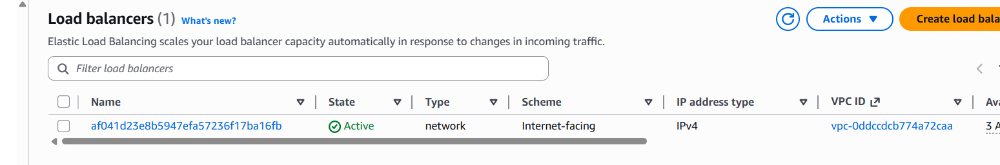 Load balancers (1) What's new?
Actions
Create load bala
Elastic Load Balancing scales your load balancer capacity automatically in response to changes in incoming traffic.
Filter load balancers
Name State Type Scheme IP address type VPC ID Ava
af041d23e8b5947efa57236f17ba16fb Active network Internet-facing IPv4 vpc-0ddccdcb774a72caa 3 A